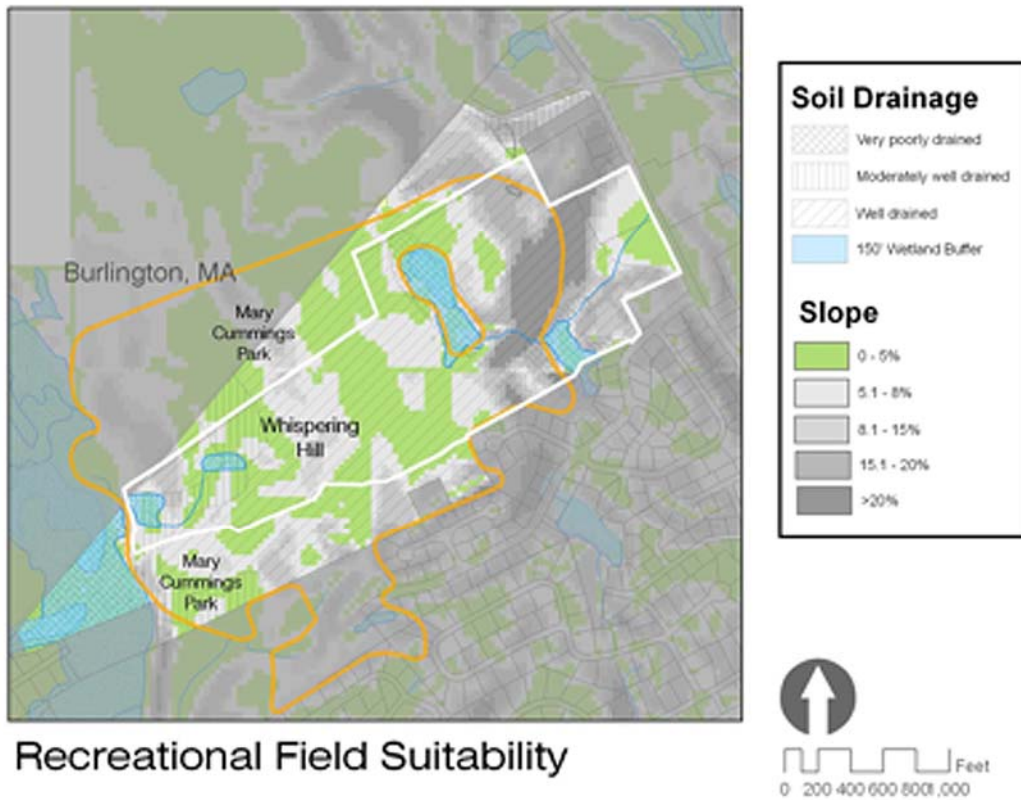 Burlington, MA
Mary
Cummings
Park
Whispering
Hill
Mary
Cummings
Park
Recreational Field Suitability
Soil Drainage
Very poorly drained
Moderately well drained
Well drained
150' Wetland Buffer
Slope
0 - 5%
5.1 - 8%
8.1 - 15%
15.1 - 20%
>20%
Feet
0 200 400 600 800 1,000